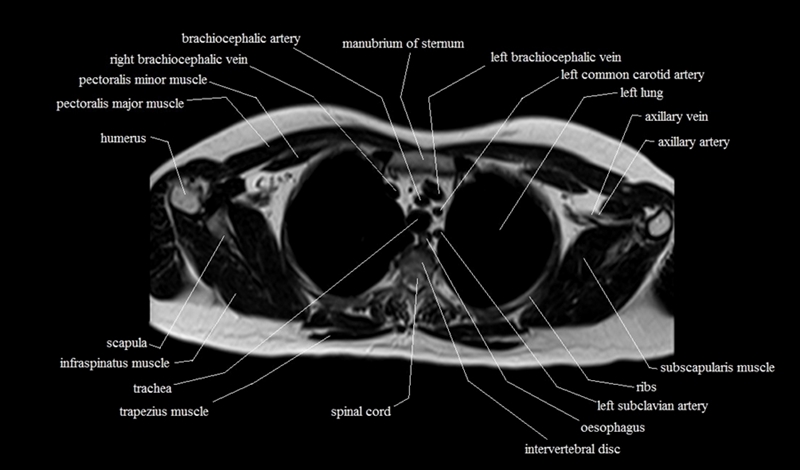 brachiocephalic artery
manubrium of sternum
right brachiocephalic vein
left brachiocephalic vein
pectoralis minor muscle
left common carotid artery
pectoralis major muscle
left lung
axillary vein
humerus
axillary artery
scapula
infraspinatus muscle
subscapularis muscle
trachea
ribs
trapezius muscle
spinal cord
left subclavian artery
oesophagus
intervertebral disc